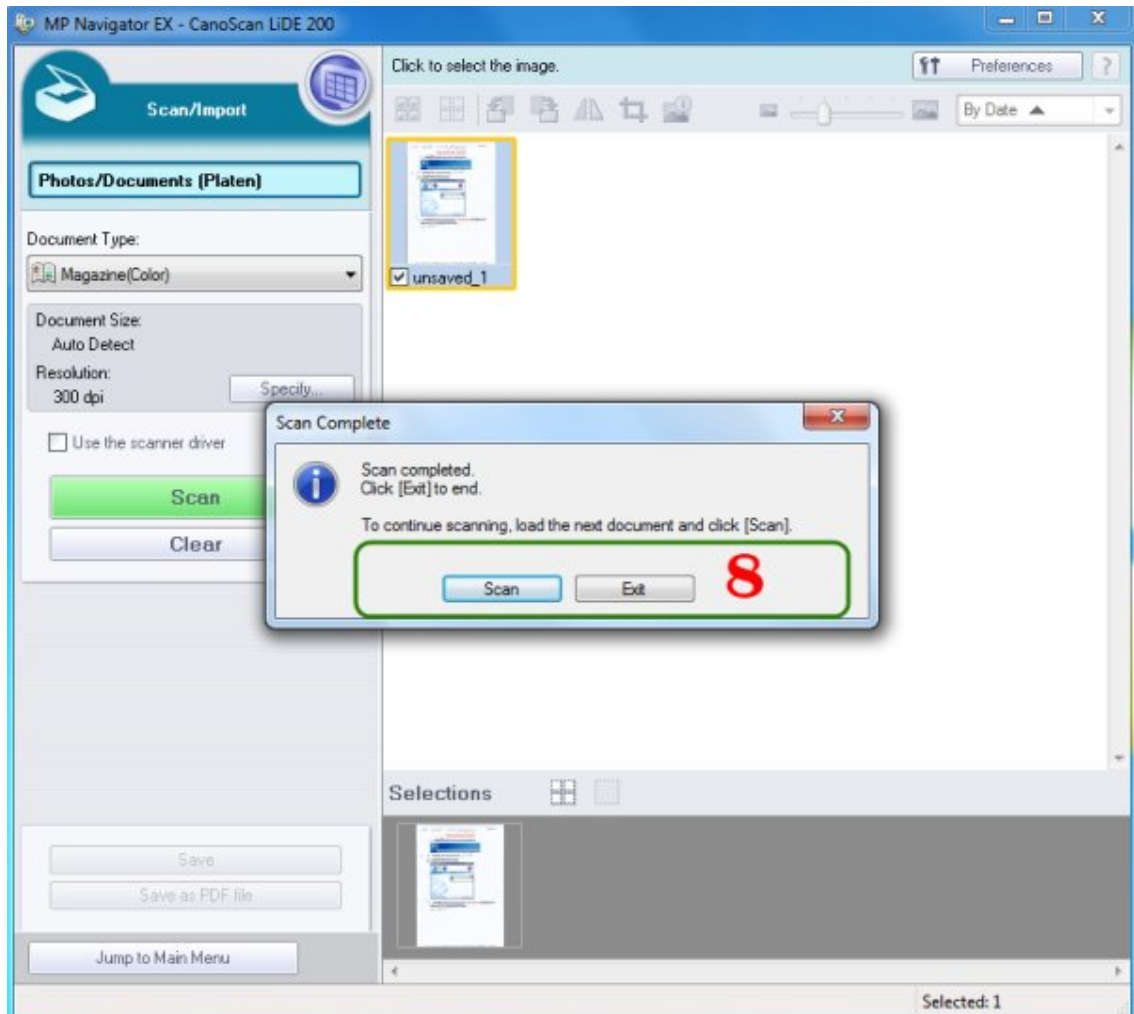 MP Navigator EX - CanoScan LiDE 200
Scan/Import
Photos/Documents (Platen)
Document Type:
Magazine(Color)
Document Size:
Auto Detect
Resolution:
300 dpi
Specify...
Use the scanner driver
Scan
Clear
Save
Save as PDF file
Jump to Main Menu
Click to select the image.
Preferences
?
By Date
unsaved_1
Scan Complete
Scan completed.
Click [Exit] to end.
To continue scanning, load the next document and click [Scan].
Scan Exit 8
Selections
Selected: 1